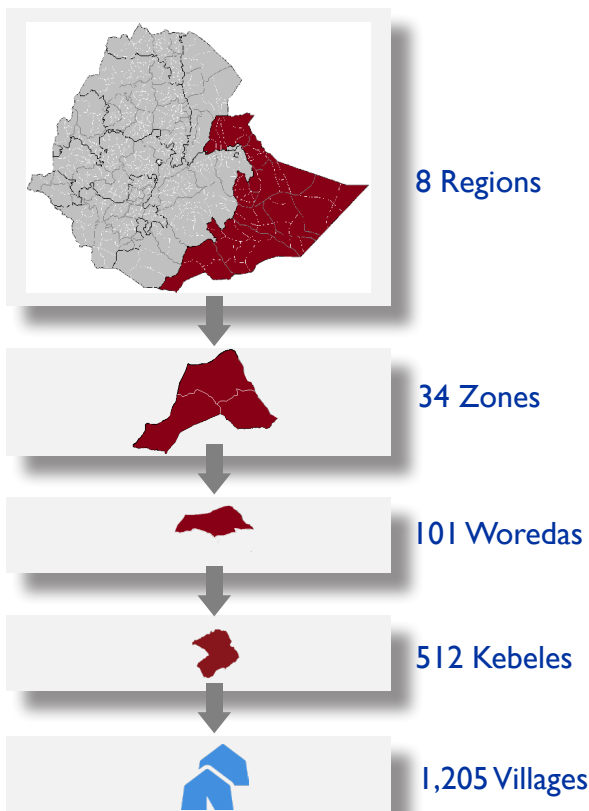 8 Regions
34 Zones
101 Woredas
512 Kebeles
1,205 Villages